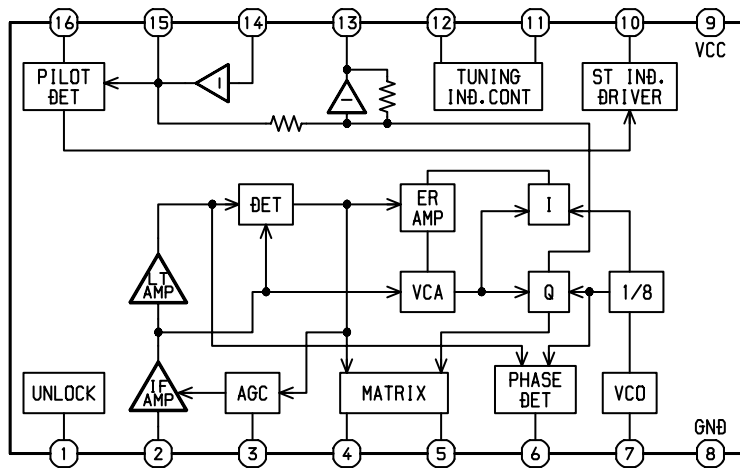 16 15 14 13 12 11 10 9
VCC
PILOT
DET
TUNING
IND.CONT
ST IND.
DRIVER
DET
ER
AMP
I
LT
AMP
VCA
Q
1/8
UNLOCK
IF
AMP
AGC
MATRIX
PHASE
DET
VCO
GND
1 2 3 4 5 6 7 8